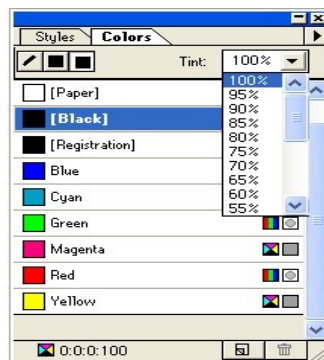 Styles Colors
Tint: 100%
100%
95%
90%
85%
80%
75%
70%
65%
60%
55%
[Paper]
[Black]
[Registration]
Blue
Cyan
Green
Magenta
Red
Yellow
0:0:0:100